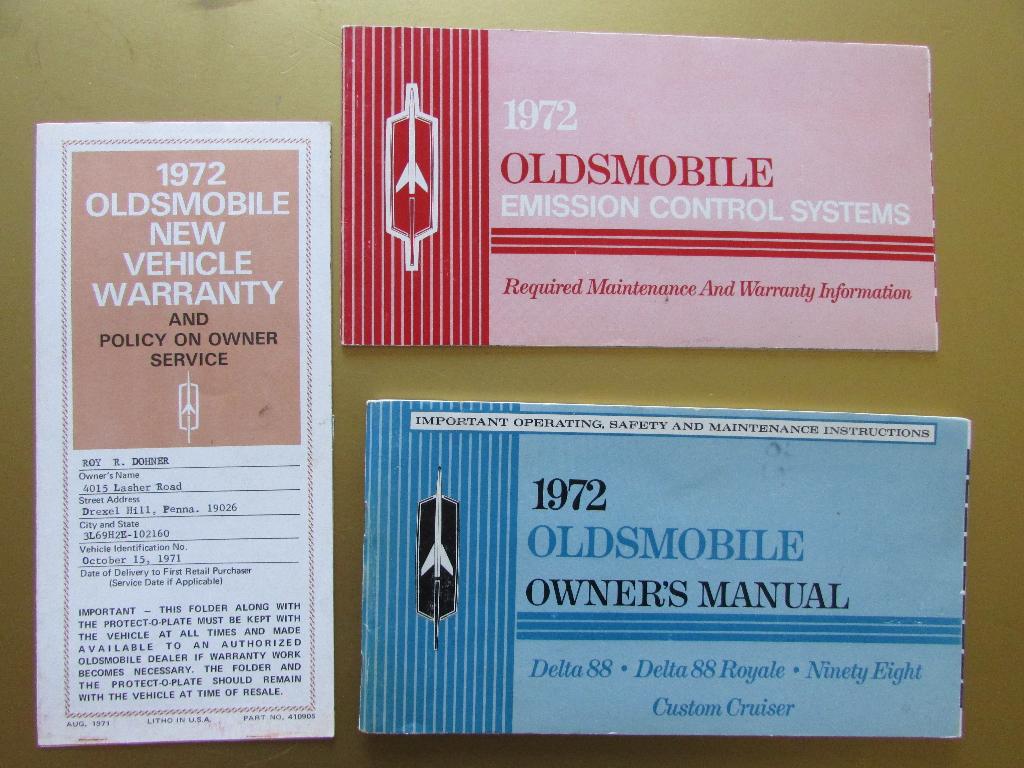 1972
OLDSMOBILE
NEW
VEHICLE
WARRANTY
AND
POLICY ON OWNER
SERVICE
ROY R. DOHNER
Owner's Name
4015 Lasher Road
Street Address
Drexel Hill, Penna. 19026
City and State
3L69H2E-102160
Vehicle Identification No.
October 15, 1971
Date of Delivery to First Retail Purchaser
(Service Date if Applicable)
IMPORTANT — THIS FOLDER ALONG WITH
THE PROTECT-O-PLATE MUST BE KEPT WITH
THE VEHICLE AT ALL TIMES AND MADE
AVAILABLE TO AN AUTHORIZED
OLDSMOBILE DEALER IF WARRANTY WORK
BECOMES NECESSARY. THE FOLDER AND
THE PROTECT-O-PLATE SHOULD REMAIN
WITH THE VEHICLE AT TIME OF RESALE.
AUG. 1971 LITHO IN U.S.A. PART NO. 410905
1972
OLDSMOBILE
EMISSION CONTROL SYSTEMS
Required Maintenance And Warranty Information
IMPORTANT OPERATING, SAFETY AND MAINTENANCE INSTRUCTIONS
1972
OLDSMOBILE
OWNER'S MANUAL
Delta 88 • Delta 88 Royale • Ninety Eight
Custom Cruiser